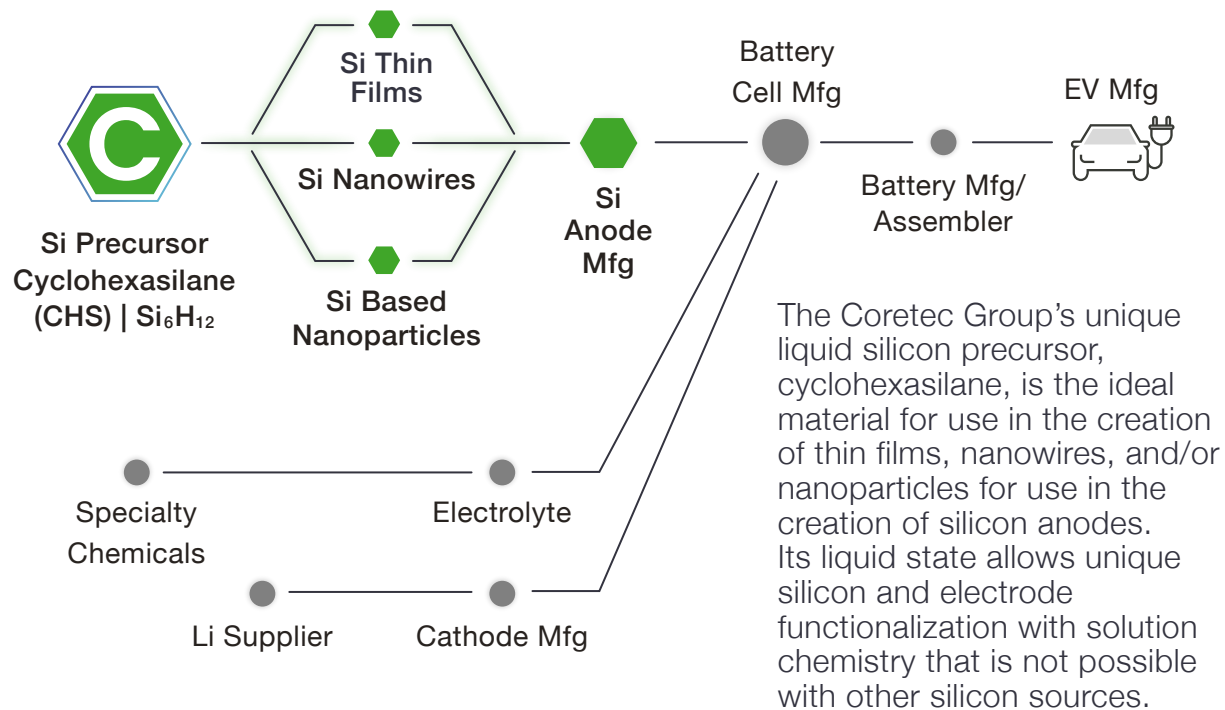 C
Si Precursor
Cyclohexasilane
(CHS) | Si₆H₁₂
Si Thin
Films
Si Nanowires
Si Based
Nanoparticles
Si
Anode
Mfg
Battery
Cell Mfg
Battery Mfg/
Assembler
EV Mfg
Specialty
Chemicals
Electrolyte
Li Supplier
Cathode Mfg
The Coretec Group’s unique
liquid silicon precursor,
cyclohexasilane, is the ideal
material for use in the creation
of thin films, nanowires, and/or
nanoparticles for use in the
creation of silicon anodes.
Its liquid state allows unique
silicon and electrode
functionalization with solution
chemistry that is not possible
with other silicon sources.